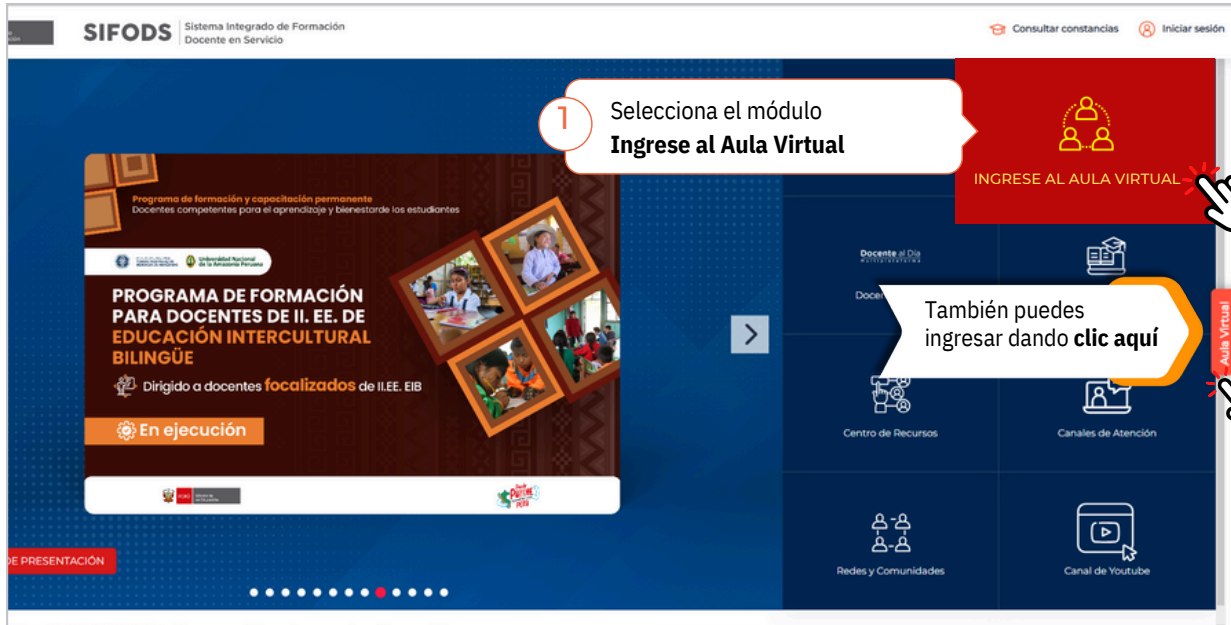 SIFODS
Sistema Integrado de Formación
Docente en Servicio
Consultar constancias
Iniciar sesión
1
Selecciona el módulo
Ingrese al Aula Virtual
INGRESE AL AULA VIRTUAL
Programa de formación y capacitación permanente
Docentes competentes para el aprendizaje y bienestarde los estudiantes
Universidad Nacional
de la Amazonía Peruana
PROGRAMA DE FORMACIÓN
PARA DOCENTES DE II. EE. DE
EDUCACIÓN INTERCULTURAL
BILINGÜE
Dirigido a docentes focalizados de II.EE. EIB
En ejecución
PERÚ
DE PRESENTACIÓN
Docente al Día
También puedes
ingresar dando clic aquí
Aula Virtual
Centro de Recursos
Canales de Atención
Redes y Comunidades
Canal de Youtube